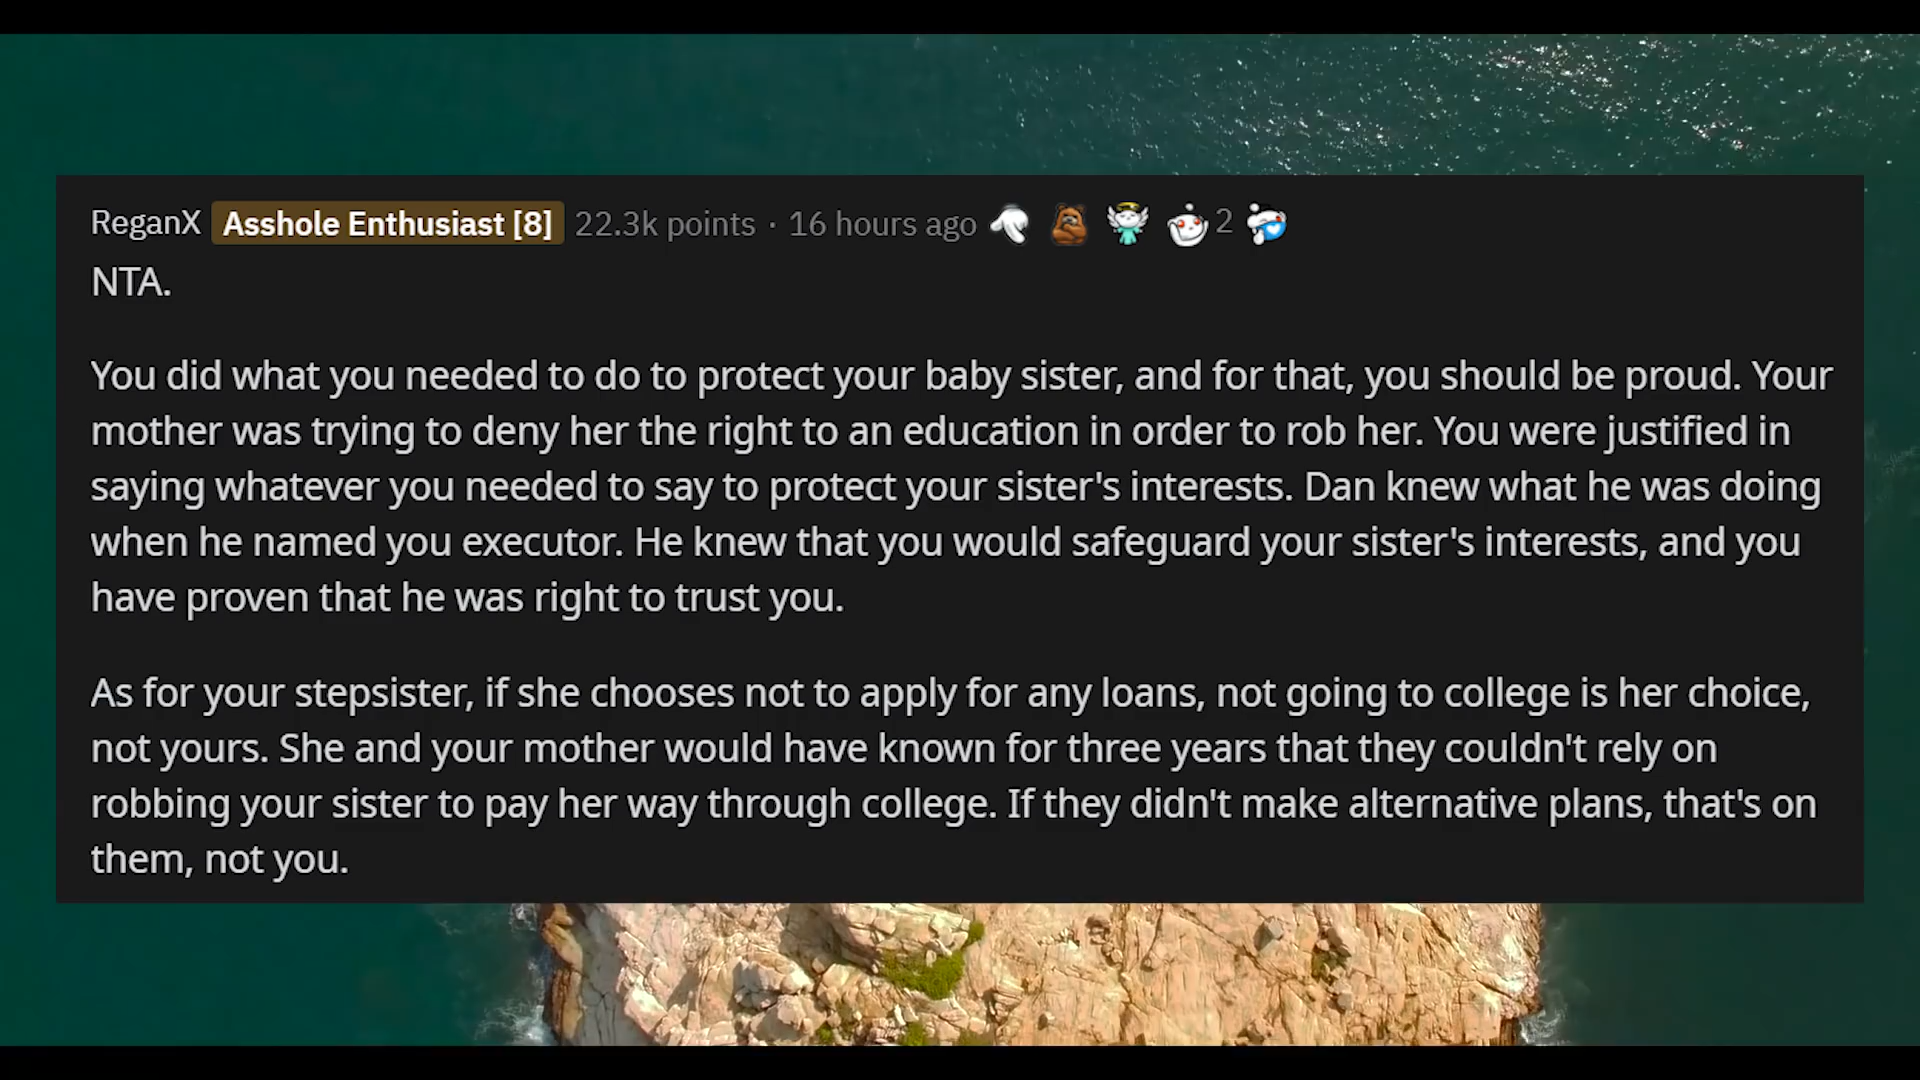 ReganX Asshole Enthusiast [8] 22.3k points · 16 hours ago 2
NTA.
You did what you needed to do to protect your baby sister, and for that, you should be proud. Your
mother was trying to deny her the right to an education in order to rob her. You were justified in
saying whatever you needed to say to protect your sister's interests. Dan knew what he was doing
when he named you executor. He knew that you would safeguard your sister's interests, and you
have proven that he was right to trust you.
As for your stepsister, if she chooses not to apply for any loans, not going to college is her choice,
not yours. She and your mother would have known for three years that they couldn't rely on
robbing your sister to pay her way through college. If they didn't make alternative plans, that's on
them, not you.